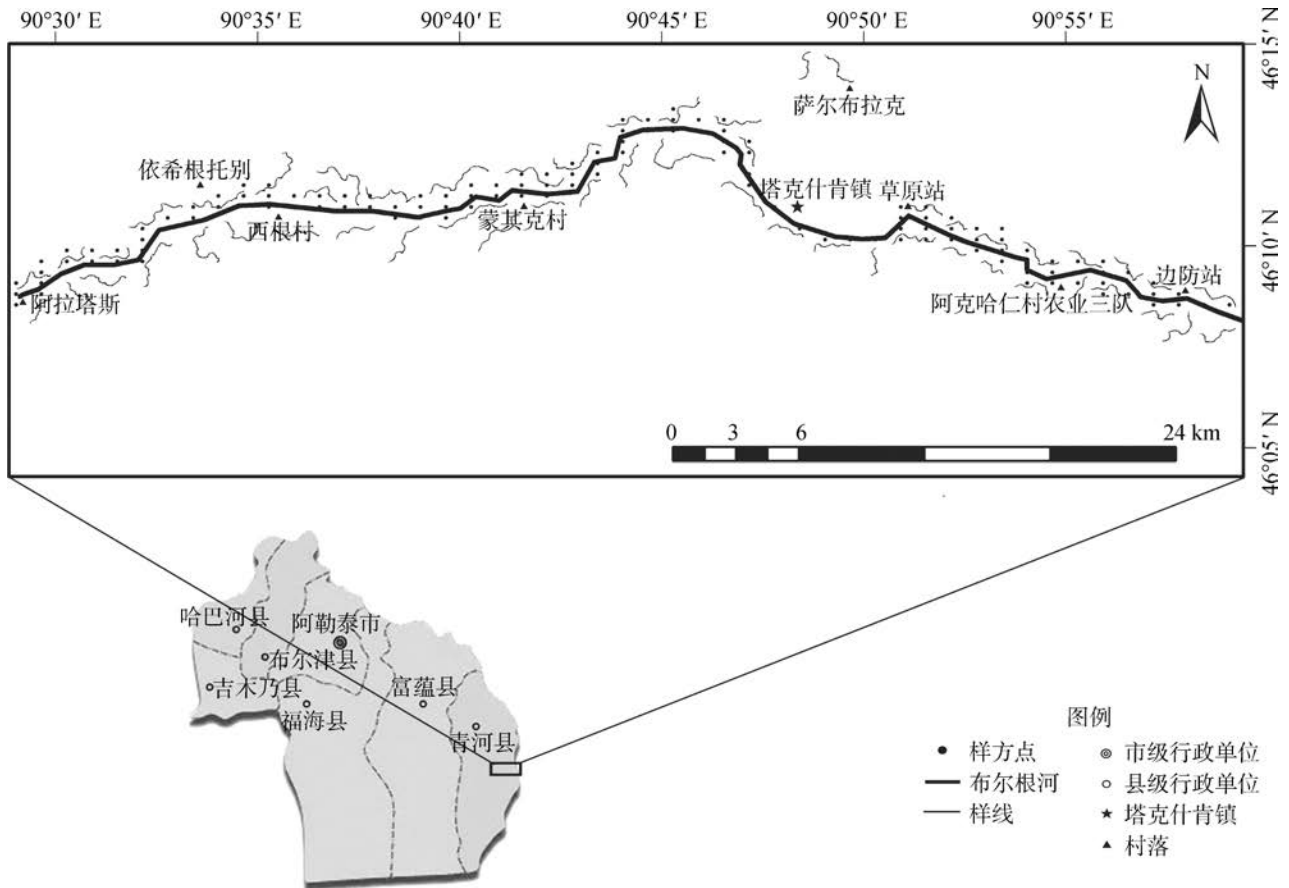 90°30′ E 90°35′ E 90°40′ E 90°45′ E 90°50′ E 90°55′ E
46°15′ N
N
萨尔布拉克
依希根托别
塔克什肯镇 草原站
西根村 蒙其克村
46°10′ N
边防站
阿拉塔斯
阿克哈仁村农业三队
0 3 6 24 km
46°05′ N
哈巴河县
阿勒泰市
布尔津县
吉木乃县
富蕴县
福海县
青河县
图例
样方点
市级行政单位
布尔根河
县级行政单位
样线
塔克什肯镇
村落